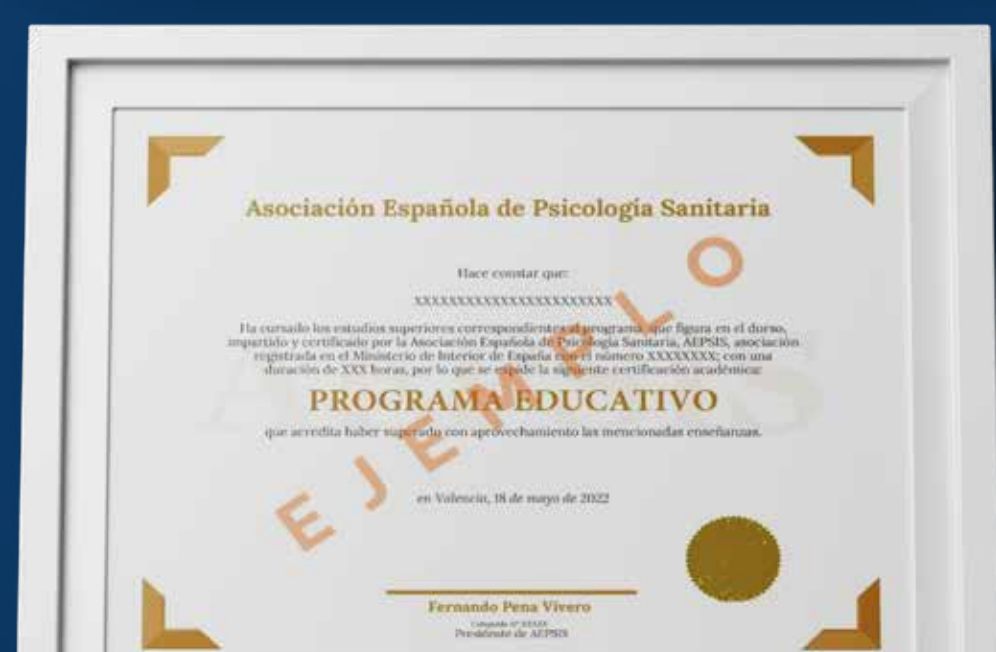 Asociación Española de Psicología Sanitaria
Hace constar que:
XXXXXXXXXXXXXXXXXXXXXXX
Ha cursado los estudios superiores correspondientes al programa, que figura en el dorso,
impartido y certificado por la Asociación Española de Psicología Sanitaria, AEPSIS, asociación
registrada en el Ministerio de Interior de España con el número XXXXXXXX; con una
duración de XXX horas, por lo que se expide la siguiente certificación académica:
PROGRAMA EDUCATIVO
que acredita haber superado con aprovechamiento las mencionadas enseñanzas.
EJEMPLO
en Valencia, 18 de mayo de 2022
Fernando Pena Vivero
Colegiado Nº XXXXX
Presidente de AEPSIS